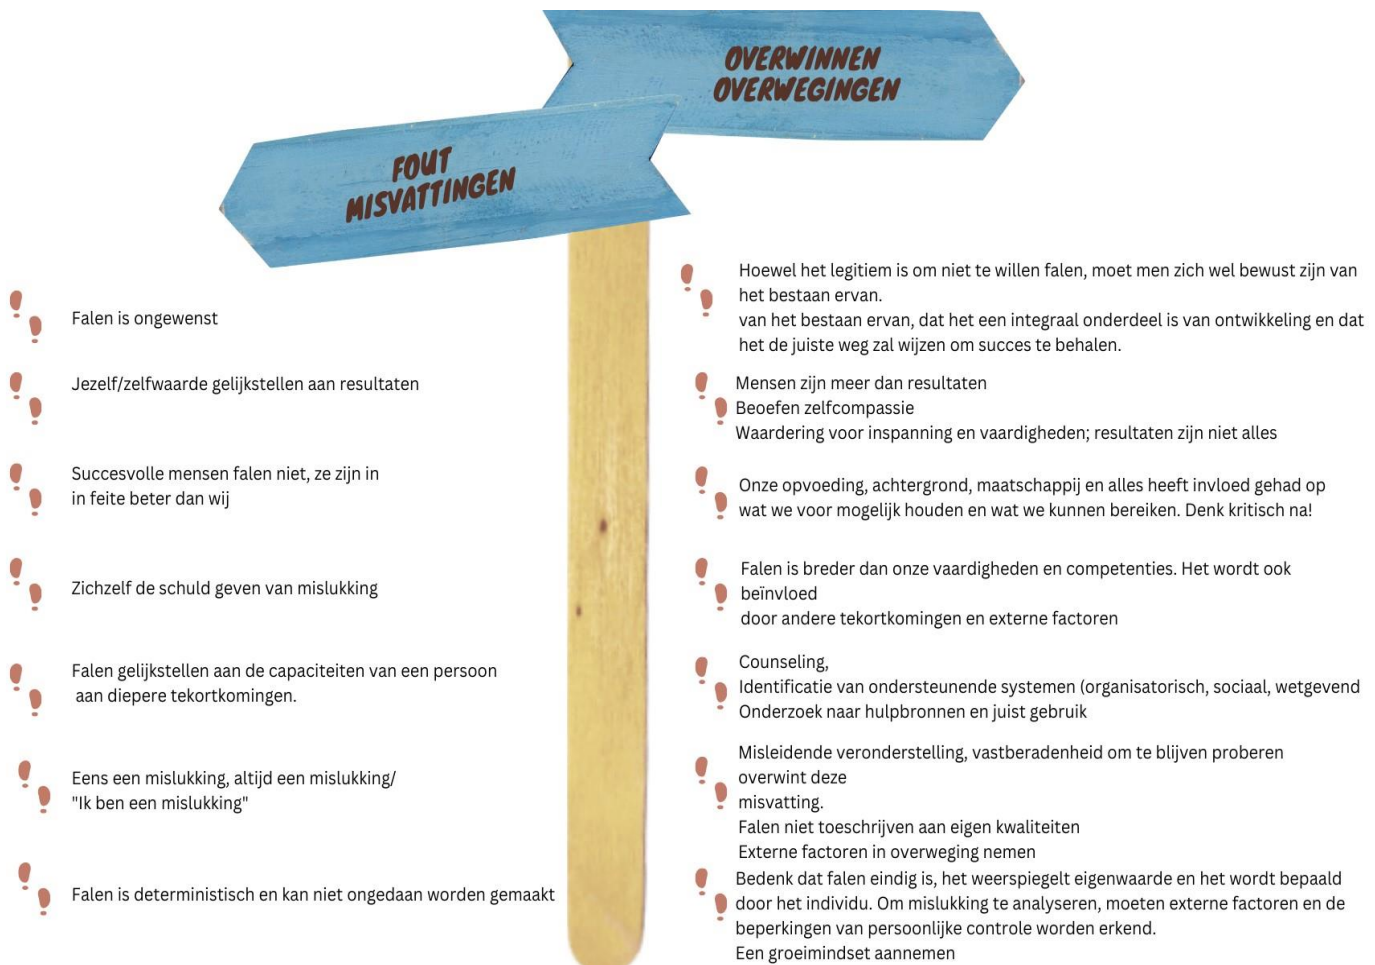 OVERWINNEN
OVERWEGINGEN
FOUT
MISVATTINGEN
Falen is ongewenst
Jezelf/zelfwaarde gelijkstellen aan resultaten
Succesvolle mensen falen niet, ze zijn in
in feite beter dan wij
Zichzelf de schuld geven van mislukking
Falen gelijkstellen aan de capaciteiten van een persoon
aan diepere tekortkomingen.
Eens een mislukking, altijd een mislukking/
"Ik ben een mislukking"
Falen is deterministisch en kan niet ongedaan worden gemaakt
Hoewel het legitiem is om niet te willen falen, moet men zich wel bewust zijn van
het bestaan ervan.
van het bestaan ervan, dat het een integraal onderdeel is van ontwikkeling en dat
het de juiste weg zal wijzen om succes te behalen.
Mensen zijn meer dan resultaten
Beoefen zelfcompassie
Waardering voor inspanning en vaardigheden; resultaten zijn niet alles
Onze opvoeding, achtergrond, maatschappij en alles heeft invloed gehad op
wat we voor mogelijk houden en wat we kunnen bereiken. Denk kritisch na!
Falen is breder dan onze vaardigheden en competenties. Het wordt ook
beïnvloed
door andere tekortkomingen en externe factoren
Counseling,
Identificatie van ondersteunende systemen (organisatorisch, sociaal, wetgevend
Onderzoek naar hulpbronnen en juist gebruik
Misleidende veronderstelling, vastberadenheid om te blijven proberen
overwint deze
misvatting.
Falen niet toeschrijven aan eigen kwaliteiten
Externe factoren in overweging nemen
Bedenk dat falen eindig is, het weerspiegelt eigenwaarde en het wordt bepaald
door het individu. Om mislukking te analyseren, moeten externe factoren en de
beperkingen van persoonlijke controle worden erkend.
Een groeimindset aannemen